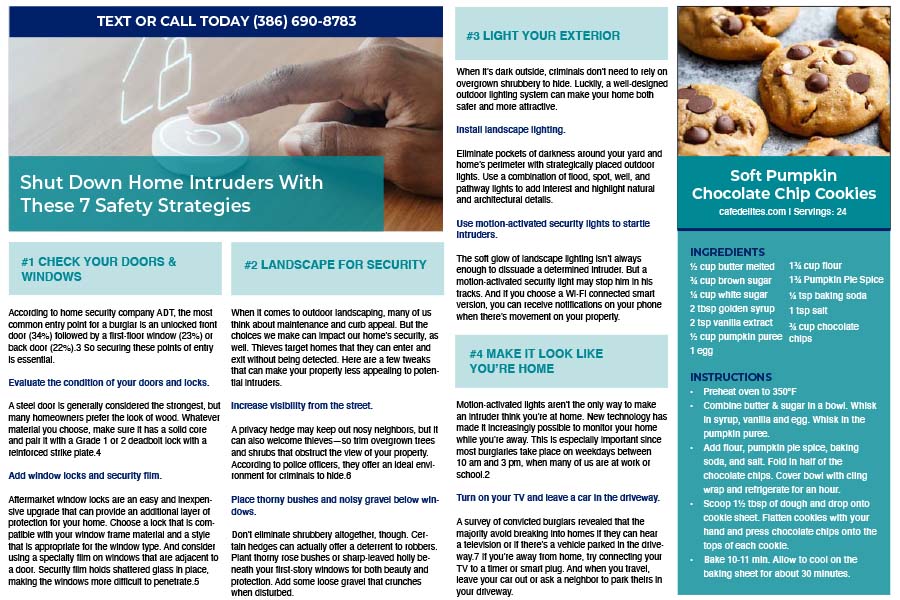 TEXT OR CALL TODAY (386) 690-8783
Shut Down Home Intruders With
These 7 Safety Strategies
#1 CHECK YOUR DOORS &
WINDOWS
According to home security company ADT, the most
common entry point for a burglar is an unlocked front
door (34%) followed by a first-floor window (23%) or
back door (22%).3 So securing these points of entry
is essential.
Evaluate the condition of your doors and locks.
A steel door is generally considered the strongest, but
many homeowners prefer the look of wood. Whatever
material you choose, make sure it has a solid core
and pair it with a Grade 1 or 2 deadbolt lock with a
reinforced strike plate.4
Add window locks and security film.
Aftermarket window locks are an easy and inexpen-
sive upgrade that can provide an additional layer of
protection for your home. Choose a lock that is com-
patible with your window frame material and a style
that is appropriate for the window type. And consider
using a specialty film on windows that are adjacent to
a door. Security film holds shattered glass in place,
making the windows more difficult to penetrate.5
#2 LANDSCAPE FOR SECURITY
When it comes to outdoor landscaping, many of us
think about maintenance and curb appeal. But the
choices we make can impact our home's security, as
well. Thieves target homes that they can enter and
exit without being detected. Here are a few tweaks
that can make your property less appealing to poten-
tial intruders.
Increase visibility from the street.
A privacy hedge may keep out nosy neighbors, but it
can also welcome thieves—so trim overgrown trees
and shrubs that obstruct the view of your property.
According to police officers, they offer an ideal envi-
ronment for criminals to hide.6
Place thorny bushes and noisy gravel below win-
dows.
Don't eliminate shrubbery altogether, though. Cer-
tain hedges can actually offer a deterrent to robbers.
Plant thorny rose bushes or sharp-leaved holly be-
neath your first-story windows for both beauty and
protection. Add some loose gravel that crunches
when disturbed.
#3 LIGHT YOUR EXTERIOR
When it's dark outside, criminals don't need to rely on
overgrown shrubbery to hide. Luckily, a well-designed
outdoor lighting system can make your home both
safer and more attractive.
Install landscape lighting.
Eliminate pockets of darkness around your yard and
home's perimeter with strategically placed outdoor
lights. Use a combination of flood, spot, well, and
pathway lights to add interest and highlight natural
and architectural details.
Use motion-activated security lights to startle
intruders.
The soft glow of landscape lighting isn't always
enough to dissuade a determined intruder. But a
motion-activated security light may stop him in his
tracks. And if you choose a Wi-Fi connected smart
version, you can receive notifications on your phone
when there's movement on your property.
#4 MAKE IT LOOK LIKE
YOU'RE HOME
Motion-activated lights aren't the only way to make
an intruder think you're at home. New technology has
made it increasingly possible to monitor your home
while you're away. This is especially important since
most burglaries take place on weekdays between
10 am and 3 pm, when many of us are at work or
school.2
Turn on your TV and leave a car in the driveway.
A survey of convicted burglars revealed that the
majority avoid breaking into homes if they can hear
a television or if there's a vehicle parked in the drive-
way.7 If you're away from home, try connecting your
TV to a timer or smart plug. And when you travel,
leave your car out or ask a neighbor to park theirs in
your driveway.
Soft Pumpkin
Chocolate Chip Cookies
cafedelites.com | Servings: 24
INGREDIENTS
½ cup butter melted
¾ cup brown sugar
¼ cup white sugar
2 tbsp golden syrup
2 tsp vanilla extract
½ cup pumpkin puree
1 egg
1¾ cup flour
1¾ Pumpkin Pie Spice
¼ tsp baking soda
1 tsp salt
¾ cup chocolate
chips
INSTRUCTIONS
- Preheat oven to 350°F
- Combine butter & sugar in a bowl. Whisk
in syrup, vanilla and egg. Whisk in the
pumpkin puree.
- Add flour, pumpkin pie spice, baking
soda, and salt. Fold in half of the
chocolate chips. Cover bowl with cling
wrap and refrigerate for an hour.
- Scoop 1½ tbsp of dough and drop onto
cookie sheet. Flatten cookies with your
hand and press chocolate chips onto the
tops of each cookie.
- Bake 10-11 min. Allow to cool on the
baking sheet for about 30 minutes.